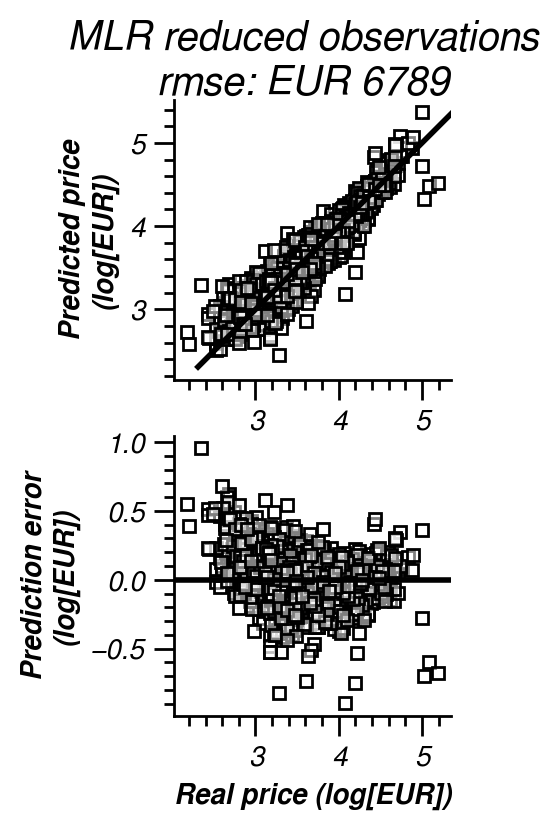 MLR reduced observations
rmse: EUR 6789
Predicted price
(log[EUR])
5
4
3
3 4 5
Prediction error
(log[EUR])
1.0
0.5
0.0
−0.5
3 4 5
Real price (log[EUR])